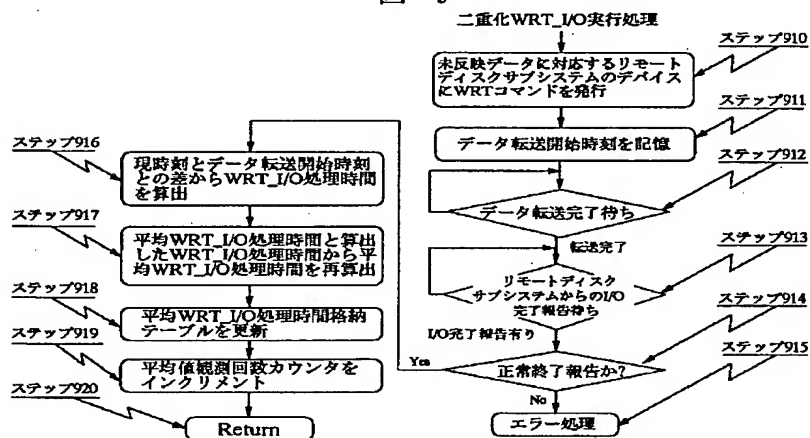 図
二重化WRT_I/O実行処理
ステップ910
未反映データに対応するリモート
ディスクサブシステムのデバイス
にWRTコマンドを発行
ステップ911
データ転送開始時刻を記憶
ステップ912
データ転送完了待ち
転送完了
ステップ913
リモートディスク
サブシステムからのI/O
完了報告待ち
ステップ914
I/O完了報告有り
ステップ915
正常終了報告か?
Yes
No
エラー処理
ステップ916
現時刻とデータ転送開始時刻
との差からWRT_I/O処理時間
を算出
ステップ917
平均WRT_I/O処理時間と算出
したWRT_I/O処理時間から平
均WRT_I/O処理時間を再算出
ステップ918
平均WRT_I/O処理時間格納
テーブルを更新
ステップ919
平均値観測回数カウンタを
インクリメント
ステップ920
Return